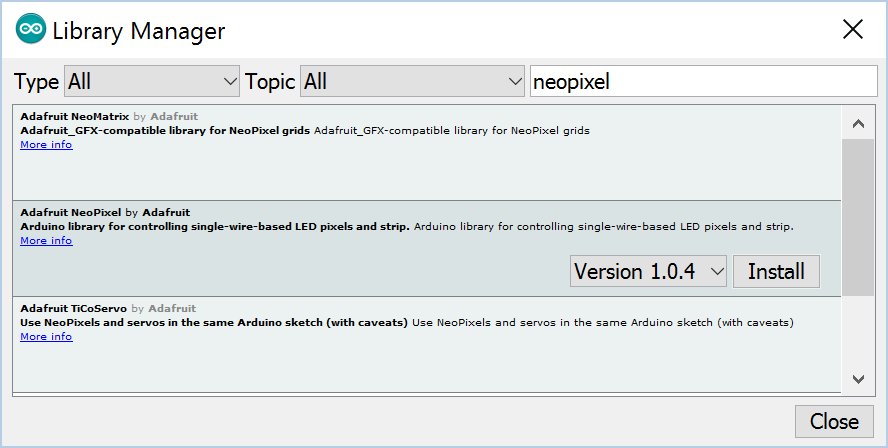 Library Manager
Type All Topic All neopixel
Adafruit NeoMatrix by Adafruit
Adafruit_GFX-compatible library for NeoPixel grids Adafruit_GFX-compatible library for NeoPixel grids
More info
Adafruit NeoPixel by Adafruit
Arduino library for controlling single-wire-based LED pixels and strip. Arduino library for controlling single-wire-based LED pixels and strip.
More info
Version 1.0.4 Install
Adafruit TiCoServo by Adafruit
Use NeoPixels and servos in the same Arduino sketch (with caveats) Use NeoPixels and servos in the same Arduino sketch (with caveats)
More info
Close